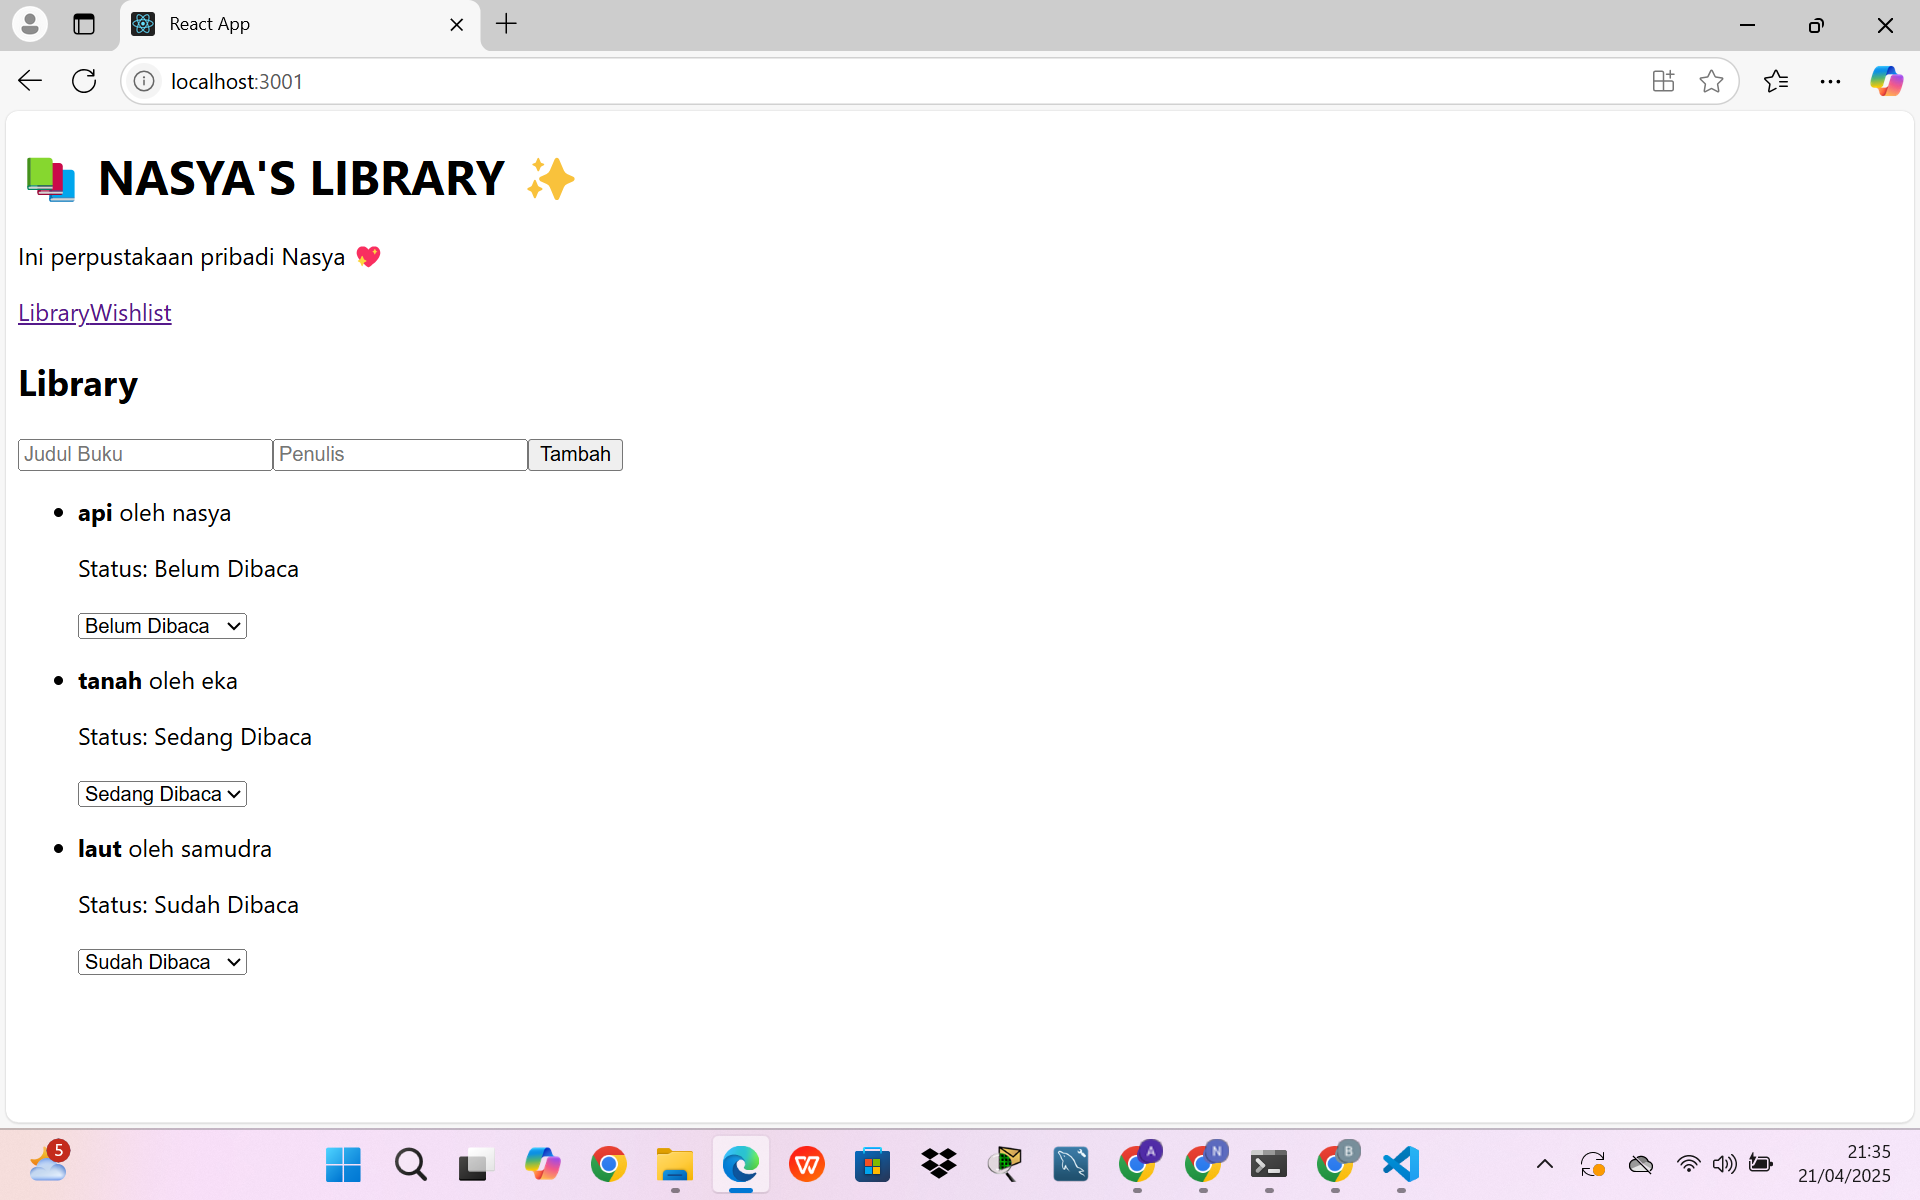 React App
localhost:3001
📚 NASYA'S LIBRARY ✨
Ini perpustakaan pribadi Nasya 💖
LibraryWishlist
Library
Judul Buku Penulis Tambah
• api oleh nasya
Status: Belum Dibaca
Belum Dibaca
• tanah oleh eka
Status: Sedang Dibaca
Sedang Dibaca
• laut oleh samudra
Status: Sudah Dibaca
Sudah Dibaca
5
W
A
N
B
21:35
21/04/2025